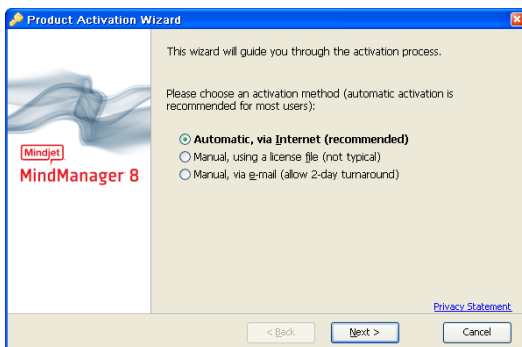 Product Activation Wizard
This wizard will guide you through the activation process.
Please choose an activation method (automatic activation is
recommended for most users):
Automatic, via Internet (recommended)
Manual, using a license file (not typical)
Manual, via e-mail (allow 2-day turnaround)
Mindjet
MindManager 8
Privacy Statement
< Back
Next >
Cancel